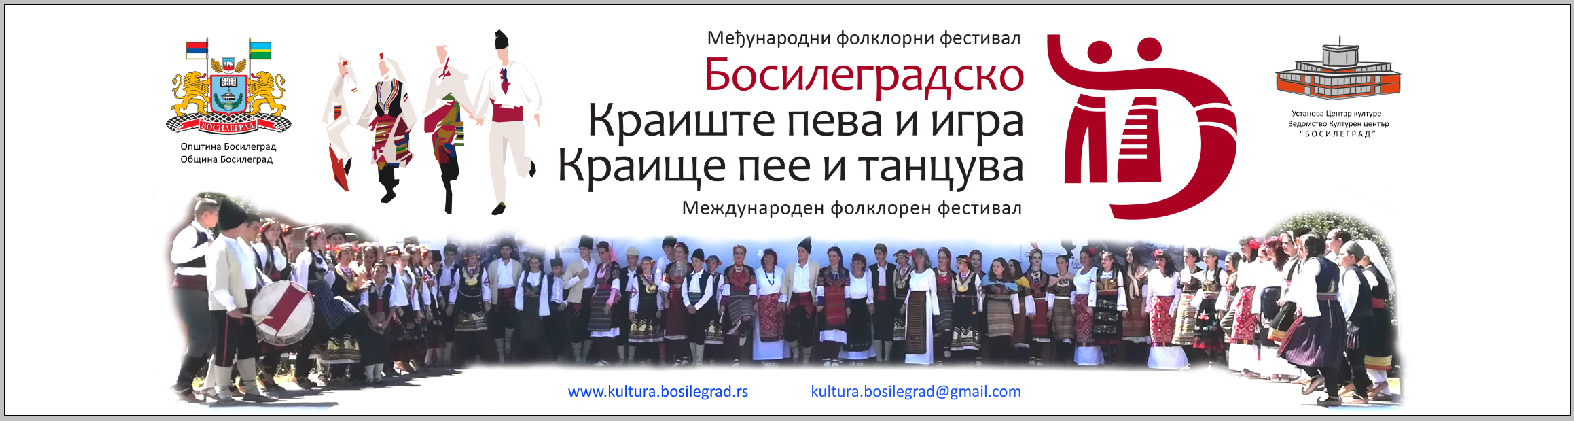 Међународни фолклорни фестивал
Босилеградско
Краиште пева и игра
Краище пее и танцува
Международен фолклорен фестивал
БОСИЛЕГРАД
Општина Босилеград
Община Босилеград
Установа Центар културе
Ведомство Културен център
"БОСИЛЕГРАД"
www.kultura.bosilegrad.rs
kultura.bosilegrad@gmail.com